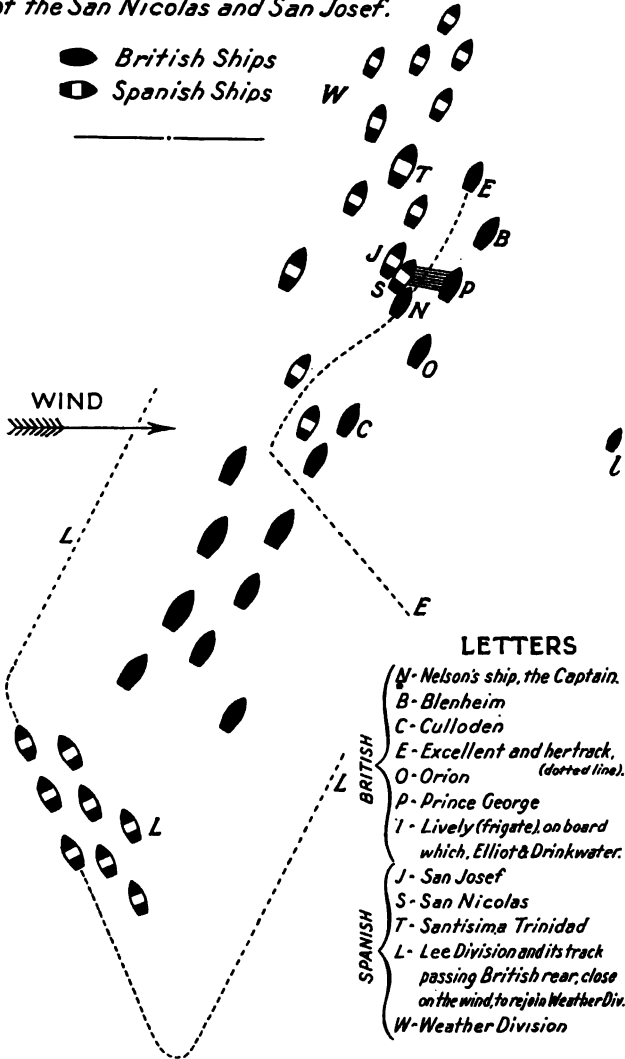 of the San Nicolas and San Josef.
British Ships
Spanish Ships
W
T
E
B
J
S
P
N
O
WIND
C
l
L
E
L
L
LETTERS
BRITISH
N - Nelson's ship, the Captain.
B - Blenheim
C - Culloden
E - Excellent and her track,
(dotted line).
O - Orion
P - Prince George
l - Lively (frigate), on board
which, Elliot & Drinkwater.
SPANISH
J - San Josef
S - San Nicolas
T - Santísima Trinidad
L - Lee Division and its track
passing British rear, close
on the wind, to rejoin Weather Div.
W - Weather Division